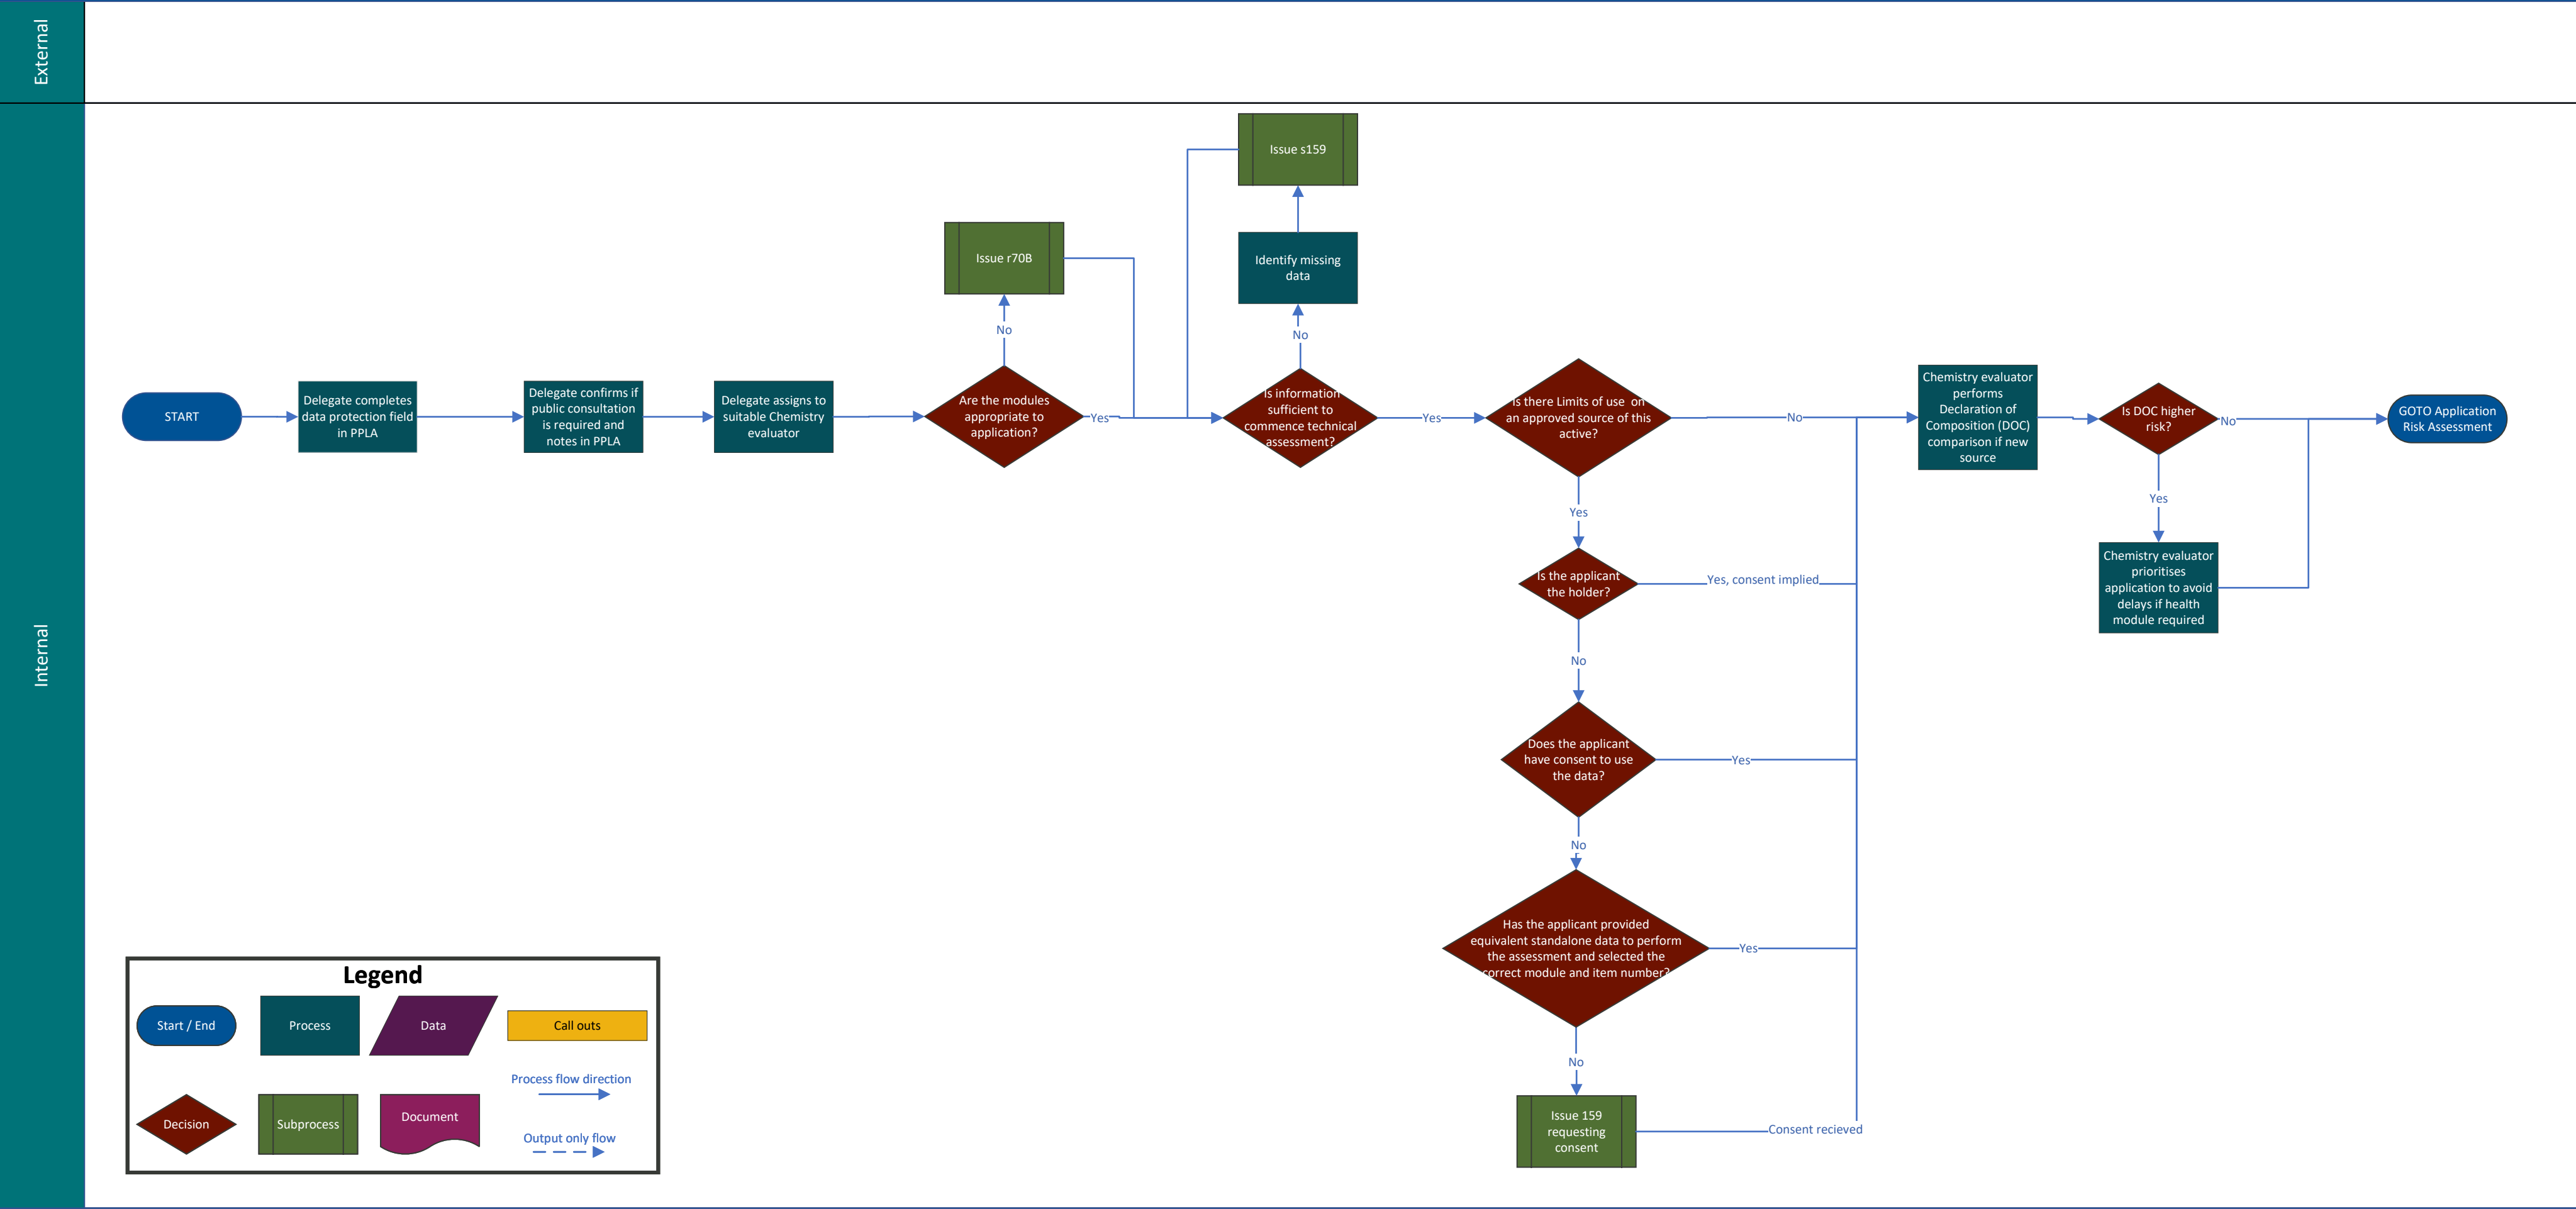 External
Internal
START
Delegate completes
data protection field
in PPLA
Delegate confirms if
public consultation
is required and
notes in PPLA
Delegate assigns to
suitable Chemistry
evaluator
Are the modules
appropriate to
application?
No
Issue r70B
Yes
Is information
sufficient to
commence technical
assessment?
No
Identify missing
data
Issue s159
Yes
Is there Limits of use  on
an approved source of this
active?
No
Yes
Is the applicant
the holder?
Yes, consent implied
No
Does the applicant
have consent to use
the data?
Yes
No
Has the applicant provided
equivalent standalone data to perform
the assessment and selected the
correct module and item number?
Yes
No
Issue 159
requesting
consent
Consent recieved
Chemistry evaluator
performs
Declaration of
Composition (DOC)
comparison if new
source
Is DOC higher
risk?
No
Yes
Chemistry evaluator
prioritises
application to avoid
delays if health
module required
GOTO Application
Risk Assessment
Legend
Start / End
Process
Data
Call outs
Process flow direction
Decision
Subprocess
Document
Output only flow